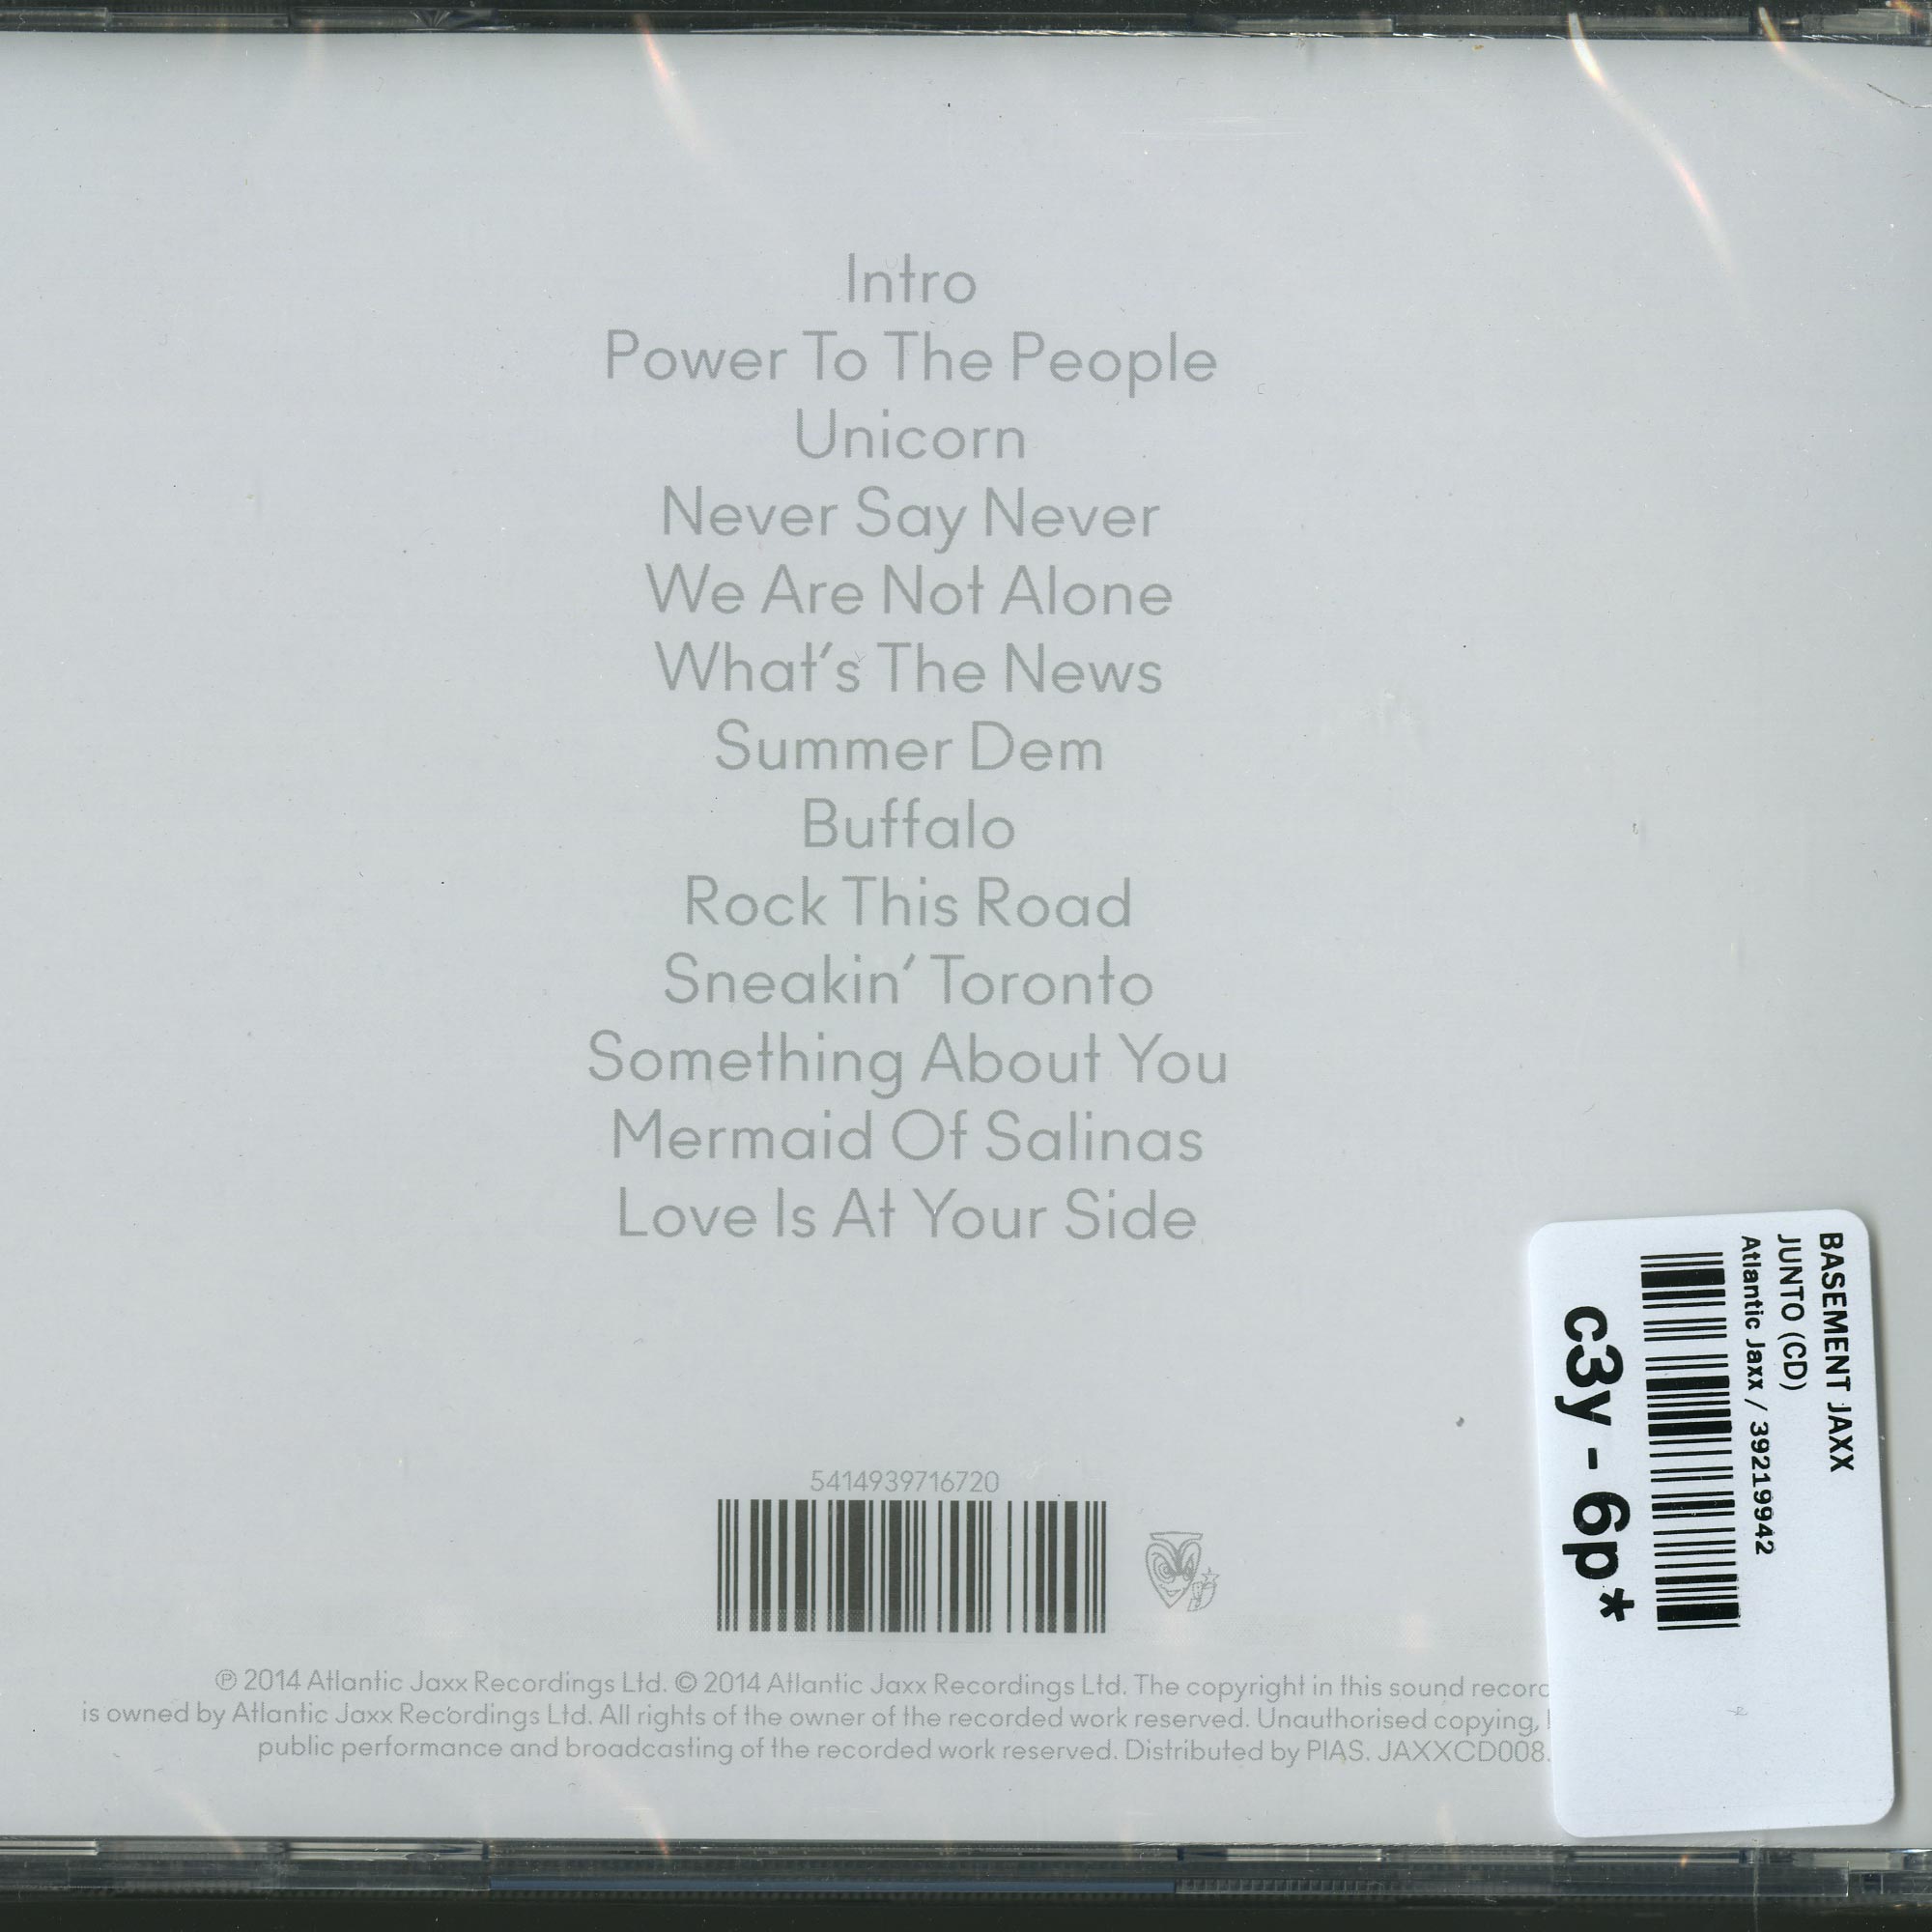 Intro
Power To The People
Unicorn
Never Say Never
We Are Not Alone
What's The News
Summer Dem
Buffalo
Rock This Road
Sneakin' Toronto
Something About You
Mermaid Of Salinas
Love Is At Your Side
5414939716720
℗ 2014 Atlantic Jaxx Recordings Ltd. © 2014 Atlantic Jaxx Recordings Ltd. The copyright in this sound
is owned by Atlantic Jaxx Recordings Ltd. All rights of the owner of the recorded work reserved. Unauthorised copying,
public performance and broadcasting of the recorded work reserved. Distributed by PIAS. JAXXCD008.
BASEMENT JAXX
JUNTO (CD)
Atlantic Jaxx / 39219942
c3y - 6p*